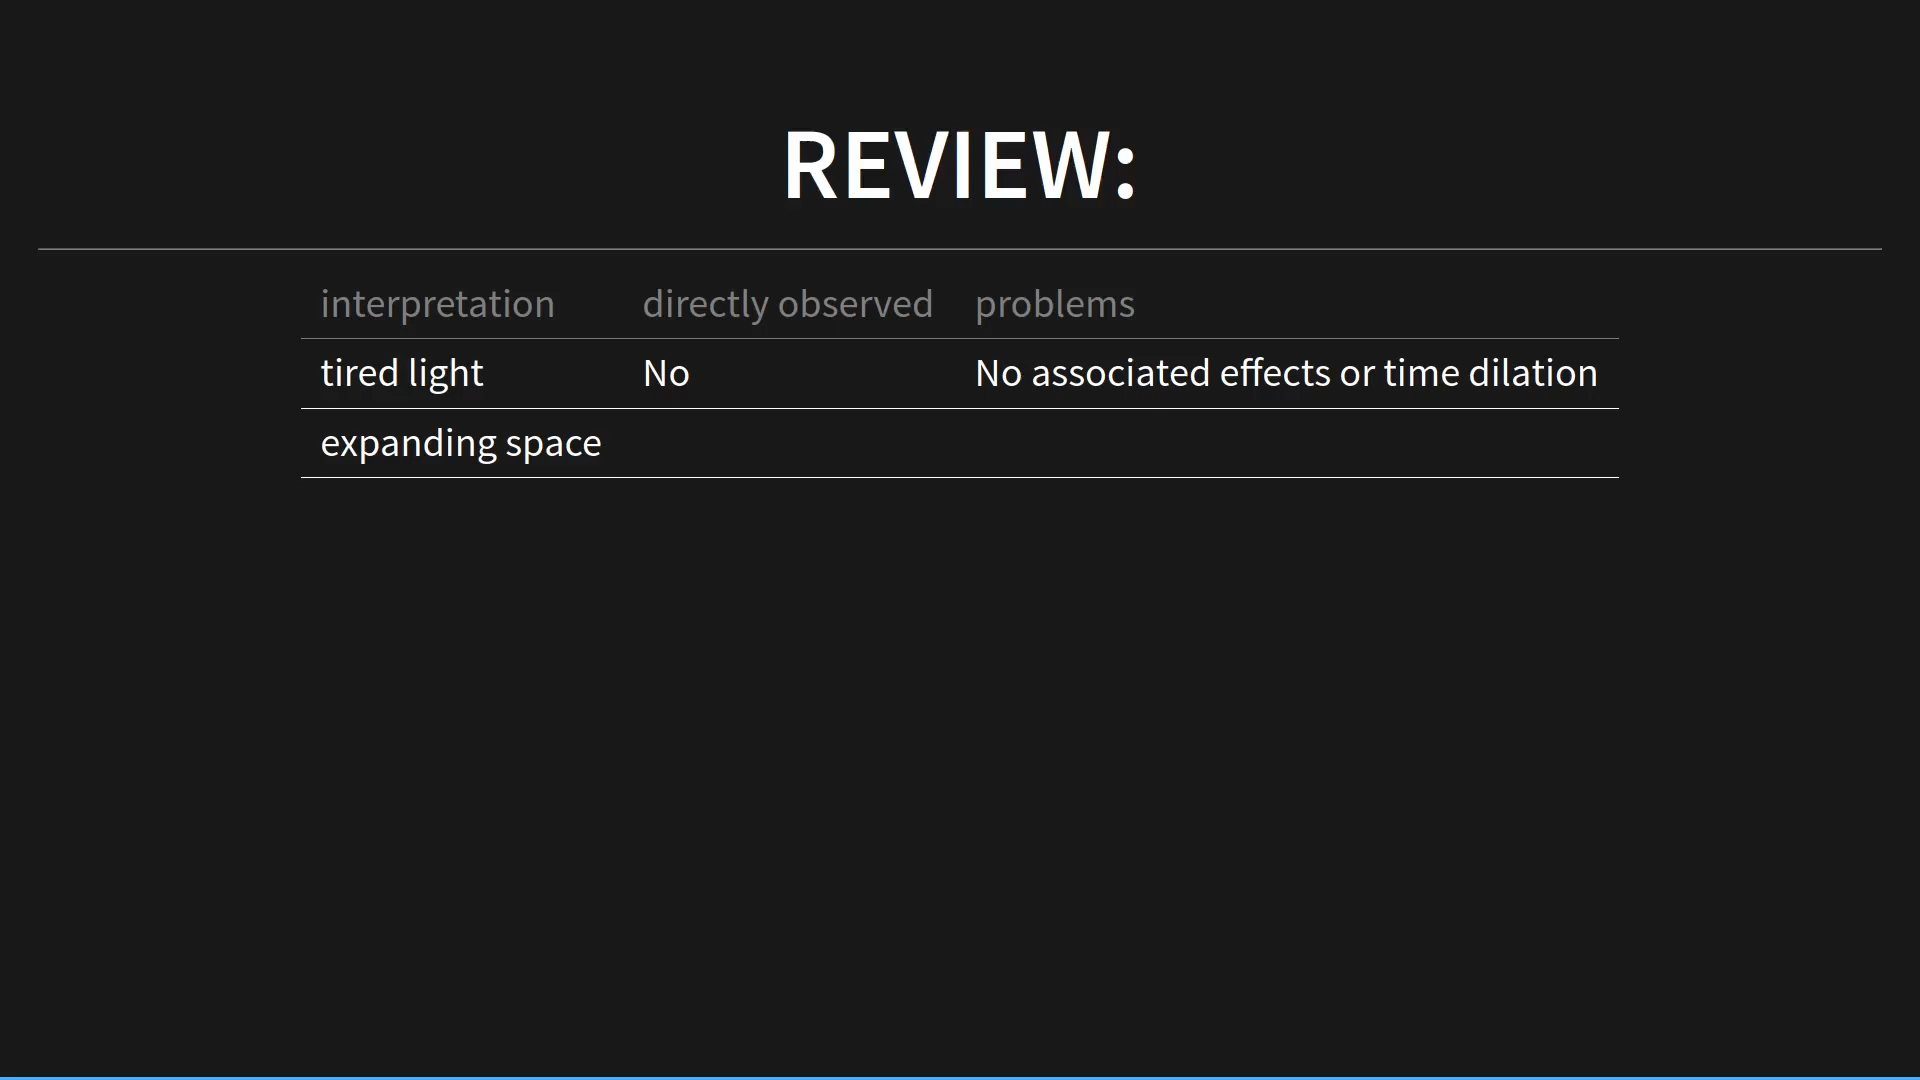 REVIEW:
interpretation directly observed problems
tired light No No associated effects or time dilation
expanding space